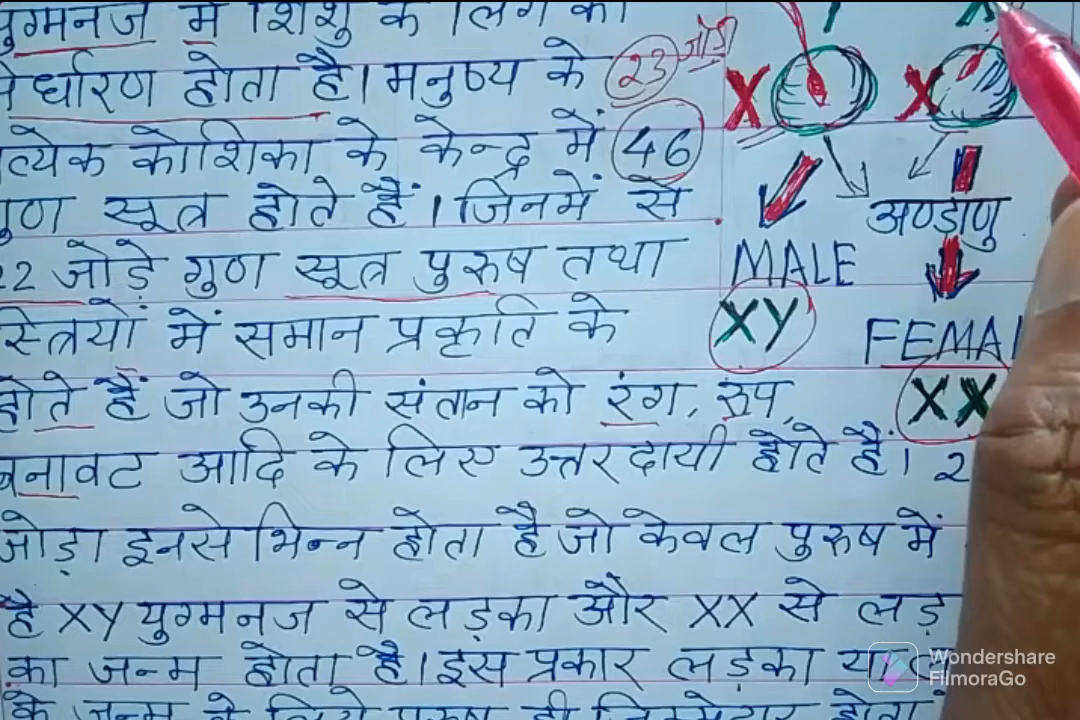 युग्मनज में शिशु के लिंग का
र्धारण होता है। मनुष्य के 23 जोड़ा
त्येक कोशिका के केन्द्र में 46
गुण सूत्र होते हैं। जिनमें से
22 जोड़े गुण सूत्र पुरुष तथा
स्त्रियों में समान प्रकृति के
होते हैं जो उनकी संतान को रंग, रूप,
बनावट आदि के लिए उत्तरदायी होते हैं। 2
जोड़ा इनसे भिन्न होता है जो केवल पुरुष में
है XY युग्मनज से लड़का और XX से लड़
का जन्म होता है। इस प्रकार लड़का या
के जन्म के लिये पुरुष ही जिम्मेदार होता
X X
अण्डाणु
MALE
XY
FEMAL
XX
Wondershare
FilmoraGo